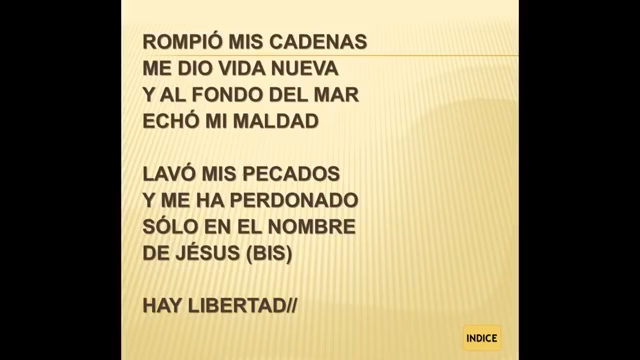 ROMPIÓ MIS CADENAS
ME DIO VIDA NUEVA
Y AL FONDO DEL MAR
ECHÓ MI MALDAD
LAVÓ MIS PECADOS
Y ME HA PERDONADO
SÓLO EN EL NOMBRE
DE JÉSUS (BIS)
HAY LIBERTAD//
INDICE